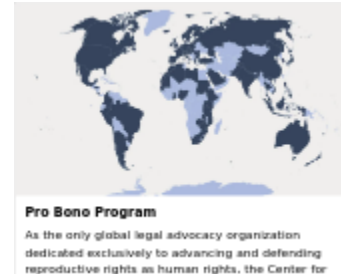 Pro Bono Program
As the only global legal advocacy organization
dedicated exclusively to advancing and defending
reproductive rights as human rights, the Center for